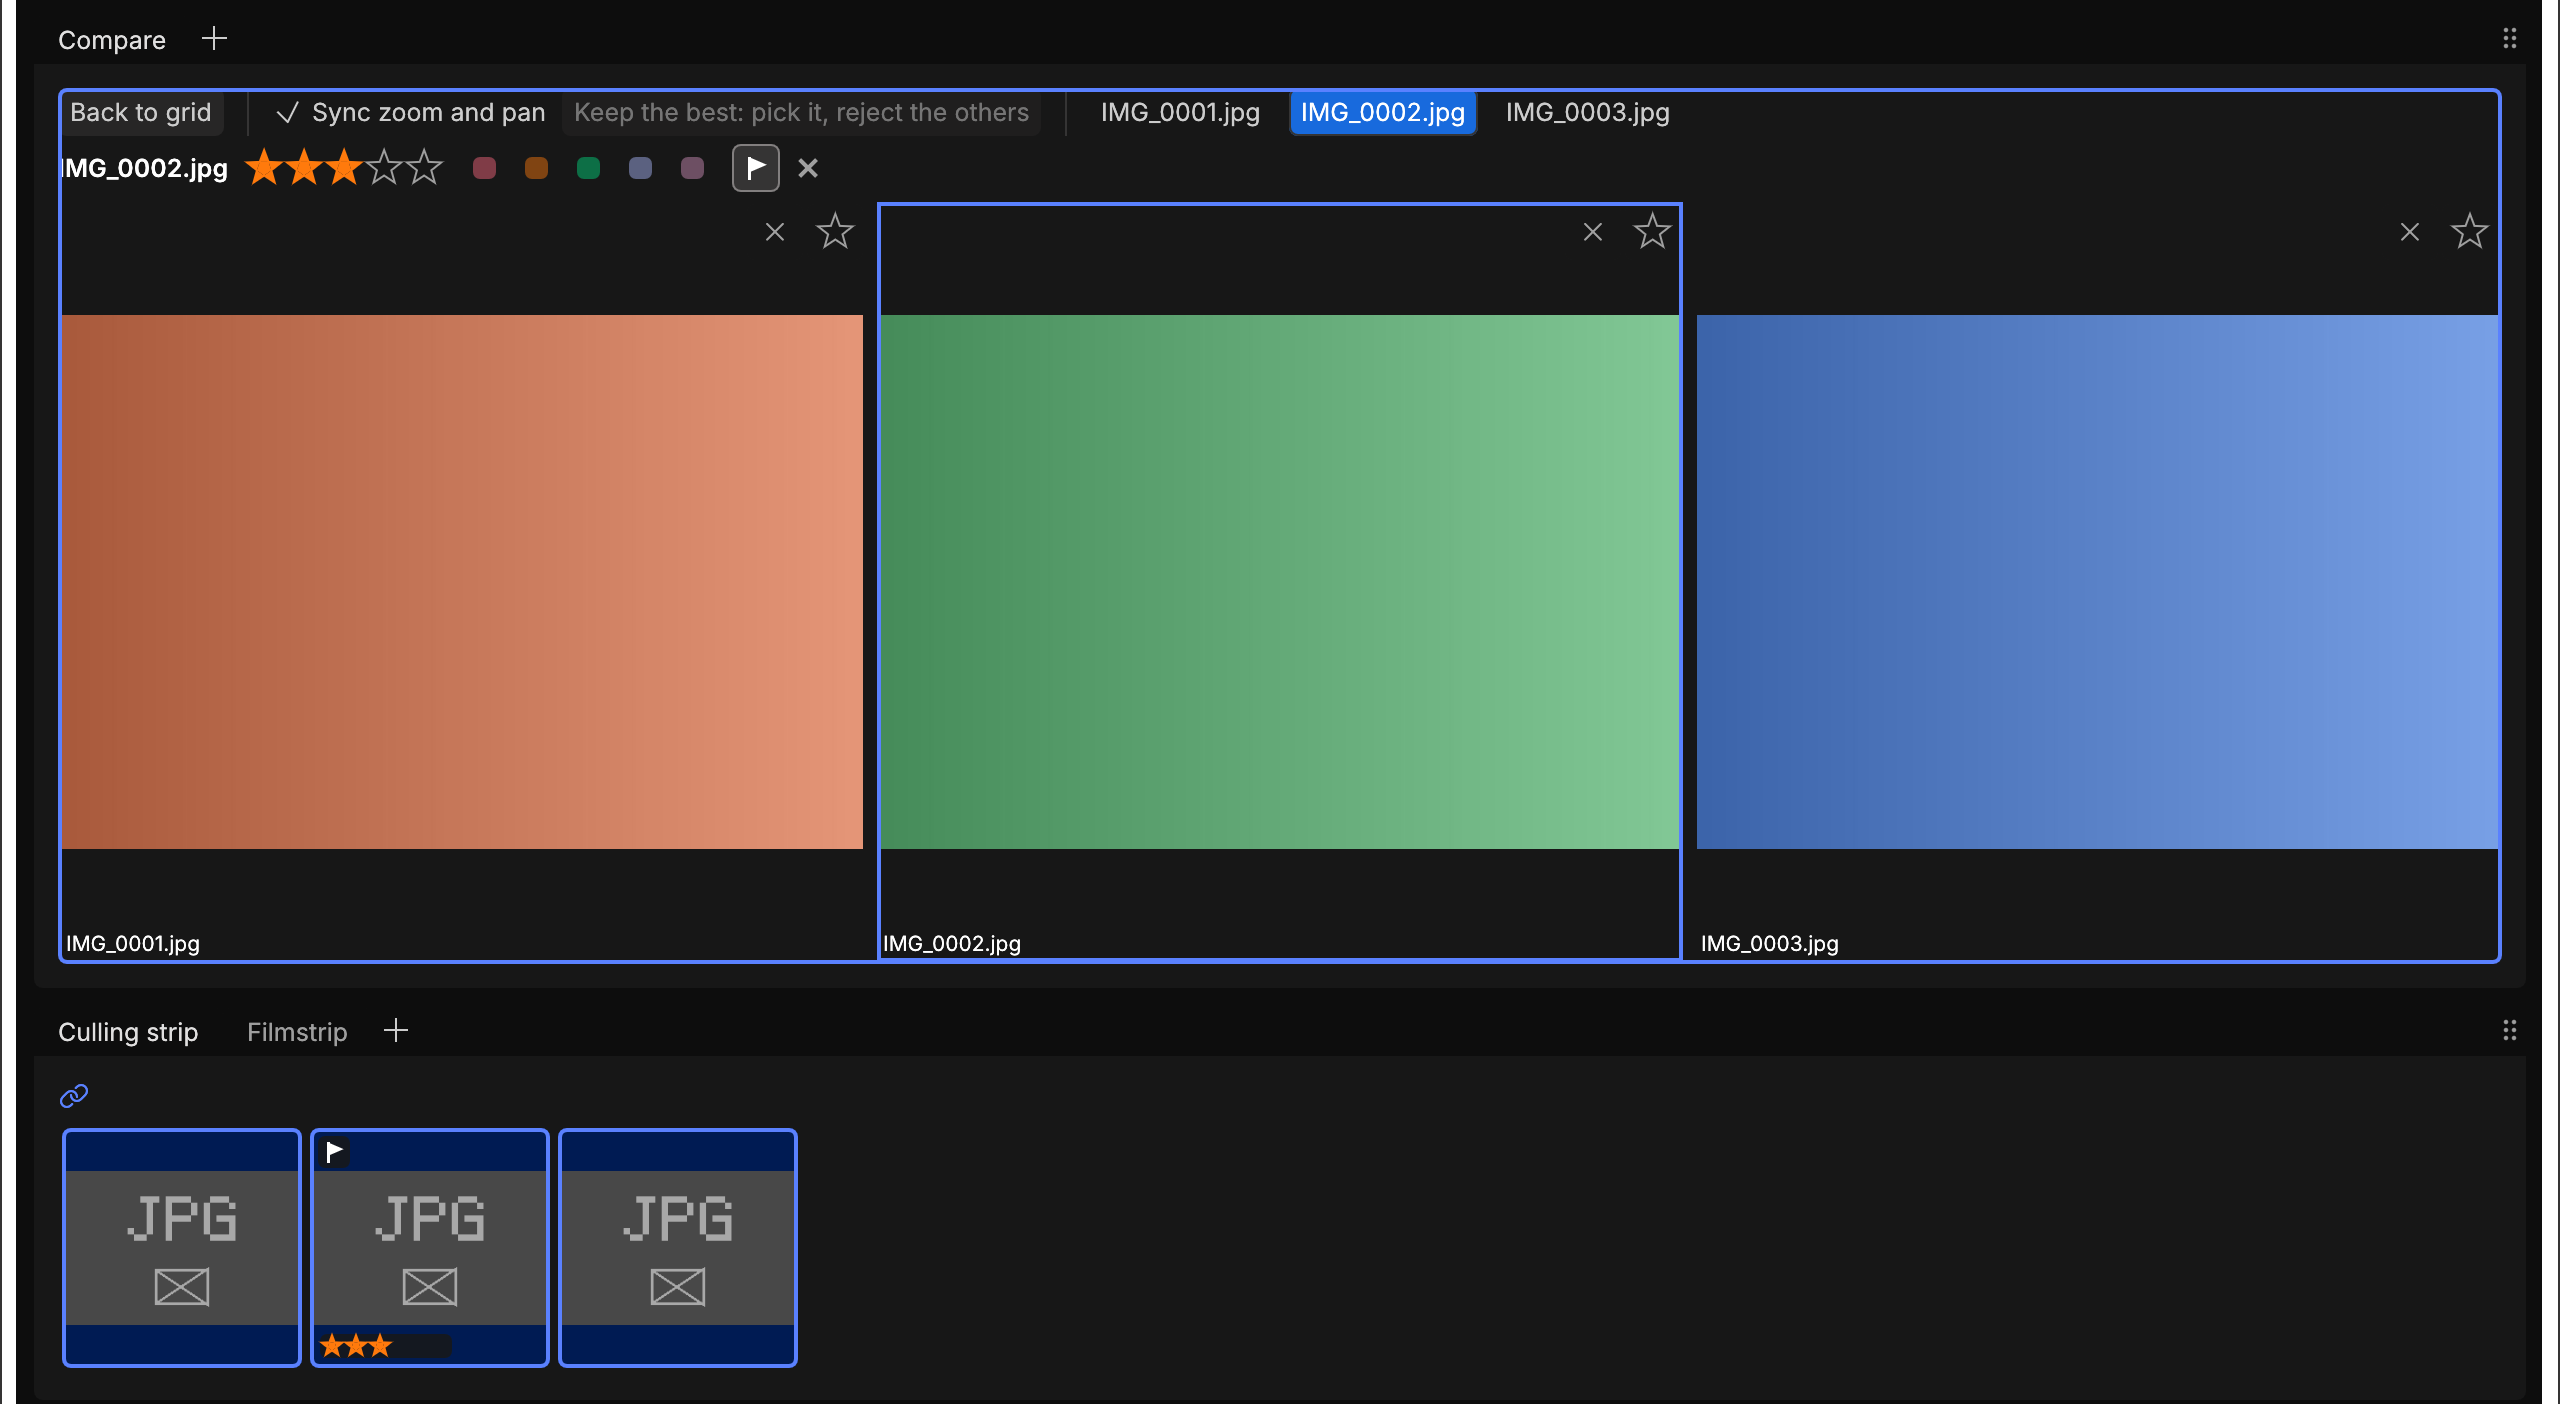 Compare
Back to grid Sync zoom and pan Keep the best: pick it, reject the others IMG_0001.jpg IMG_0002.jpg IMG_0003.jpg
IMG_0002.jpg
IMG_0001.jpg IMG_0002.jpg IMG_0003.jpg
Culling strip Filmstrip
JPG JPG JPG